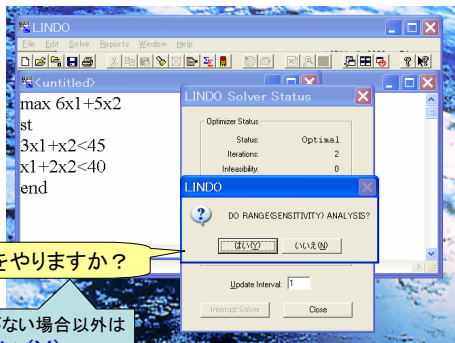 LINDO
File Edit Solve Reports Window Help
<untitled>
max 6x1+5x2
st
3x1+x2<45
x1+2x2<40
end
LINDO Solver Status
Optimizer Status
Status: Optimal
Iterations: 2
Infeasibility: 0
LINDO
DO RANGE(SENSITIVITY) ANALYSIS?
はい(Y) いいえ(N)
Update Interval: 1
Interrupt Solver Close
をやりますか?
ない場合以外は